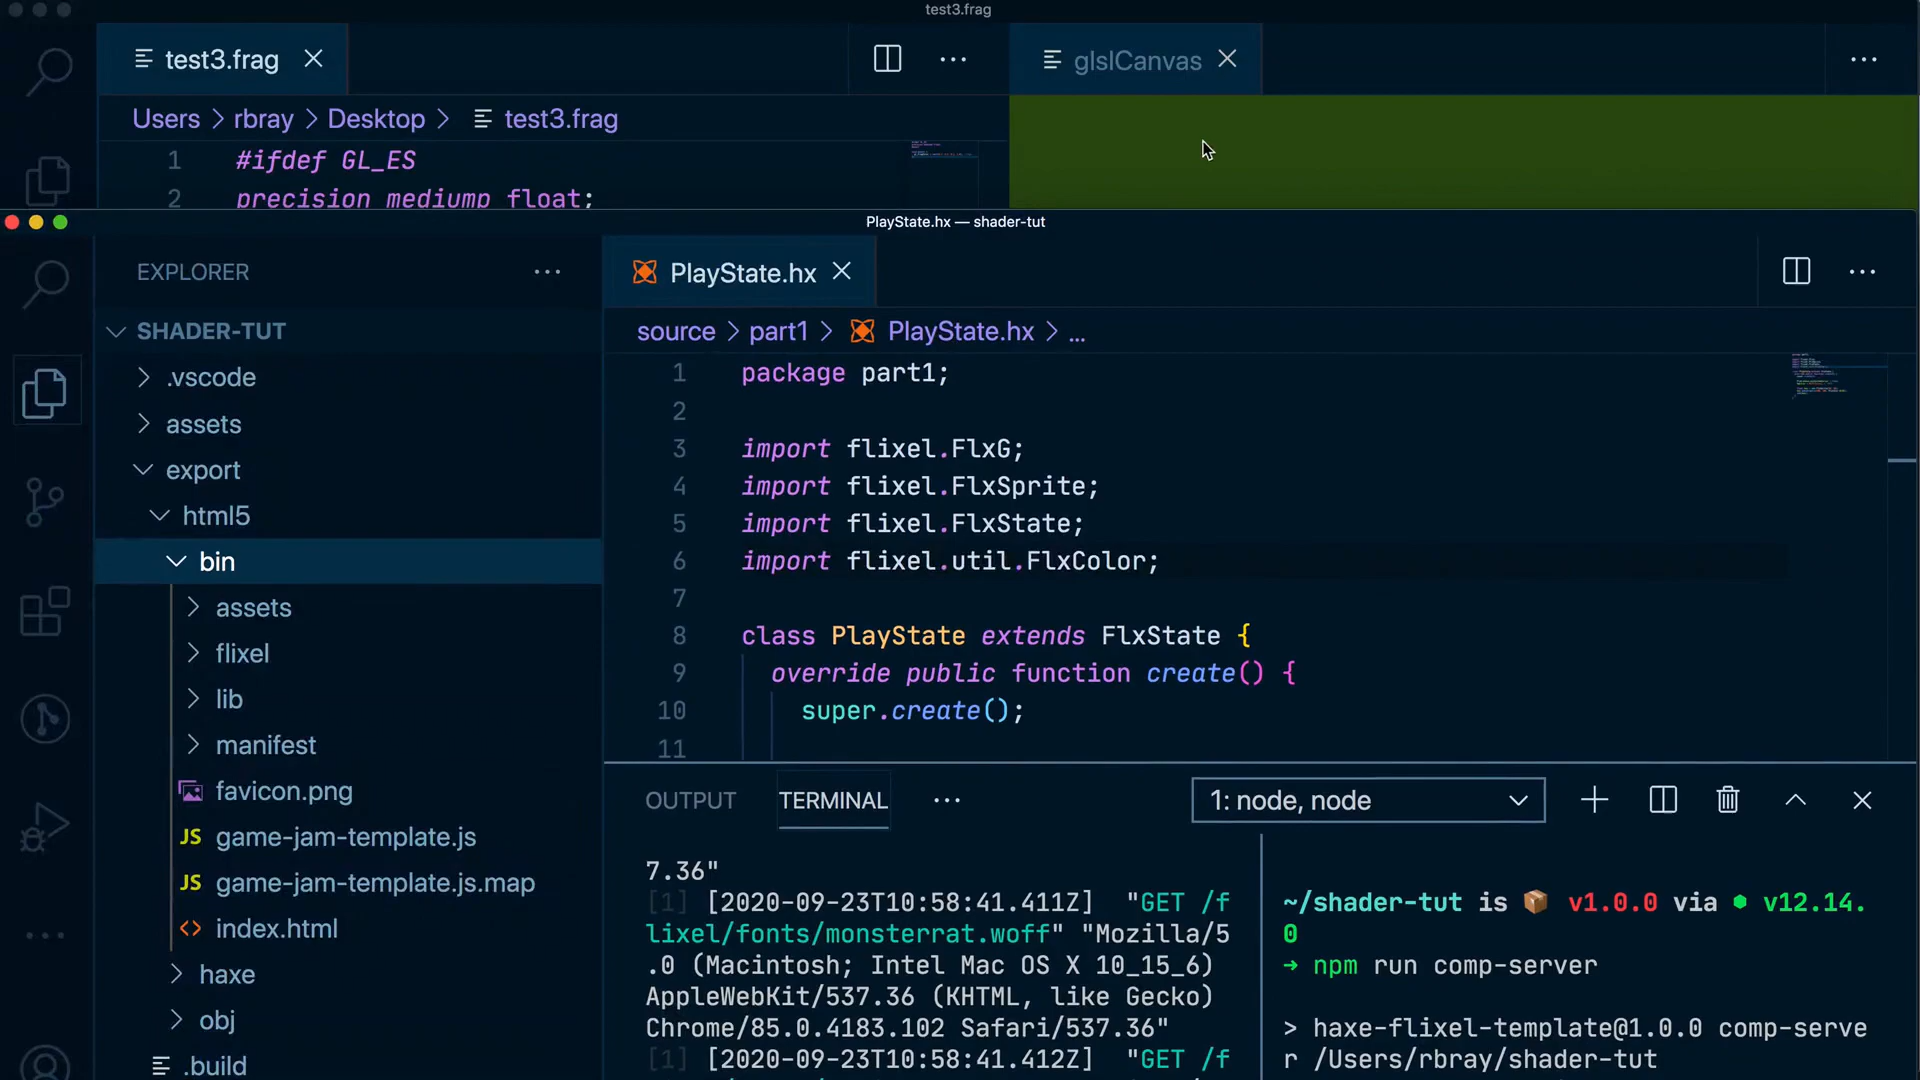 test3.frag
test3.frag
glslCanvas
Users > rbray > Desktop > test3.frag
1 #ifdef GL_ES
2 precision mediump float;
PlayState.hx — shader-tut
EXPLORER
SHADER-TUT
.vscode
assets
export
html5
bin
assets
flixel
lib
manifest
favicon.png
JS game-jam-template.js
JS game-jam-template.js.map
<> index.html
haxe
obj
.build
PlayState.hx
source > part1 > PlayState.hx > ...
1 package part1;
2
3 import flixel.FlxG;
4 import flixel.FlxSprite;
5 import flixel.FlxState;
6 import flixel.util.FlxColor;
7
8 class PlayState extends FlxState {
9 override public function create() {
10 super.create();
11
OUTPUT TERMINAL
1: node, node
7.36"
[1] [2020-09-23T10:58:41.411Z] "GET /f
lixel/fonts/monsterrat.woff" "Mozilla/5
.0 (Macintosh; Intel Mac OS X 10_15_6)
AppleWebKit/537.36 (KHTML, like Gecko)
Chrome/85.0.4183.102 Safari/537.36"
[1] [2020-09-23T10:58:41.412Z] "GET /f
~/shader-tut is 📦 v1.0.0 via ⬢ v12.14.
0
➜ npm run comp-server
> haxe-flixel-template@1.0.0 comp-serve
r /Users/rbray/shader-tut